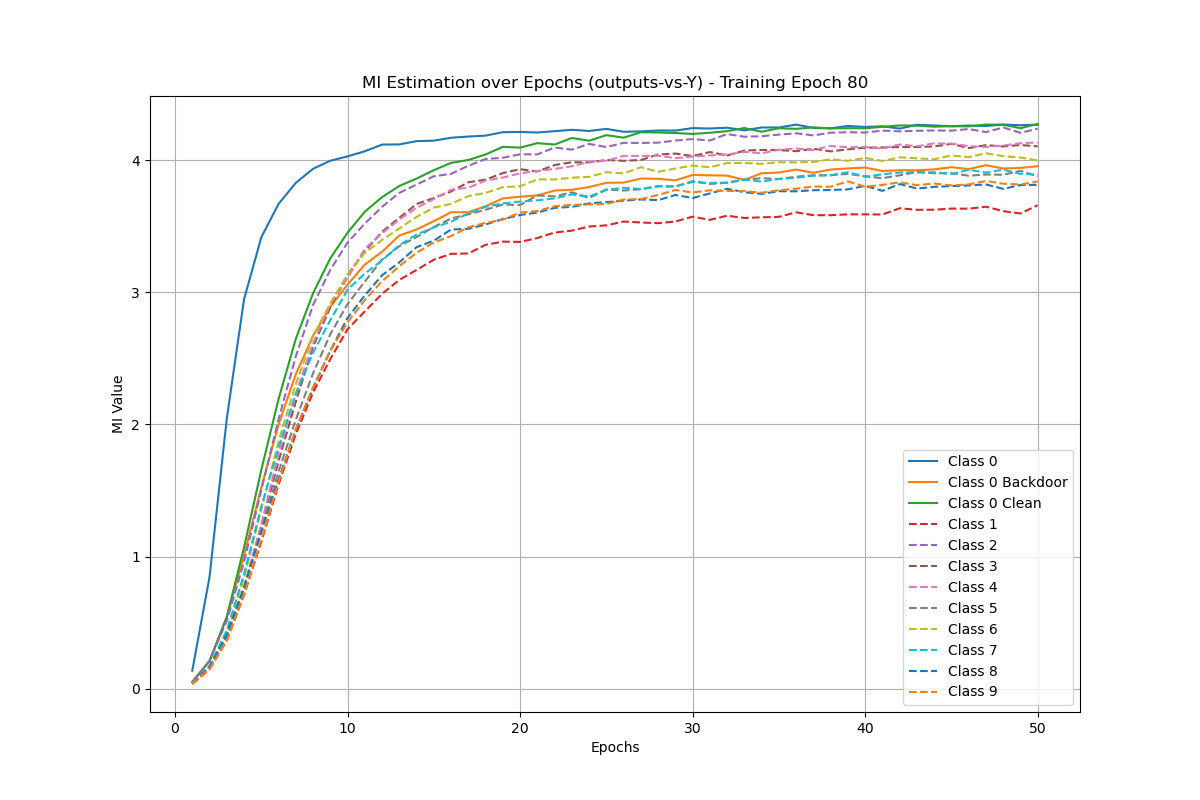 MI Estimation over Epochs (outputs-vs-Y) - Training Epoch 80
MI Value
4
3
2
1
0
0 10 20 30 40 50
Epochs
Class 0
Class 0 Backdoor
Class 0 Clean
Class 1
Class 2
Class 3
Class 4
Class 5
Class 6
Class 7
Class 8
Class 9